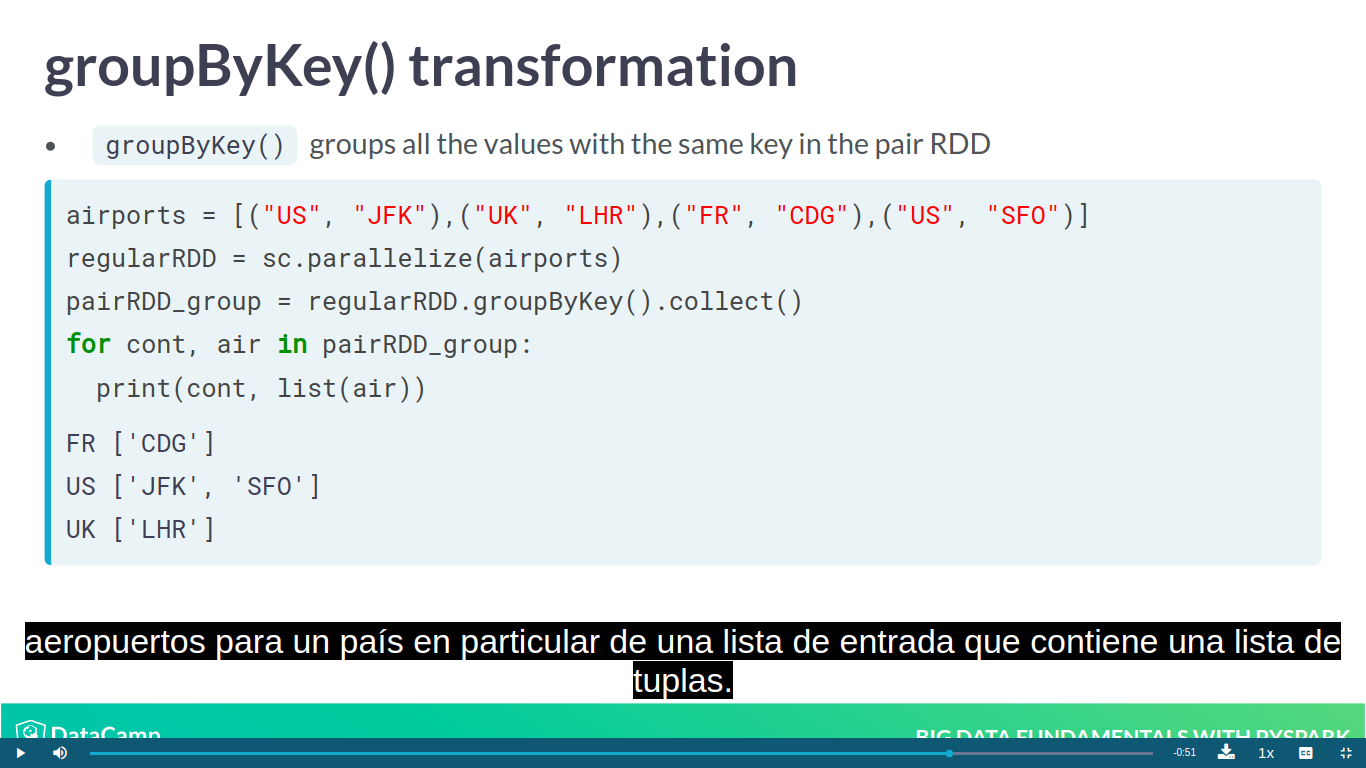 groupByKey() transformation
• groupByKey() groups all the values with the same key in the pair RDD
airports = [("US", "JFK"),("UK", "LHR"),("FR", "CDG"),("US", "SFO")]
regularRDD = sc.parallelize(airports)
pairRDD_group = regularRDD.groupByKey().collect()
for cont, air in pairRDD_group:
  print(cont, list(air))
FR ['CDG']
US ['JFK', 'SFO']
UK ['LHR']
aeropuertos para un país en particular de una lista de entrada que contiene una lista de
tuplas.
DataCamp
BIG DATA FUNDAMENTALS WITH PYSPARK
-0:51
1x
CC